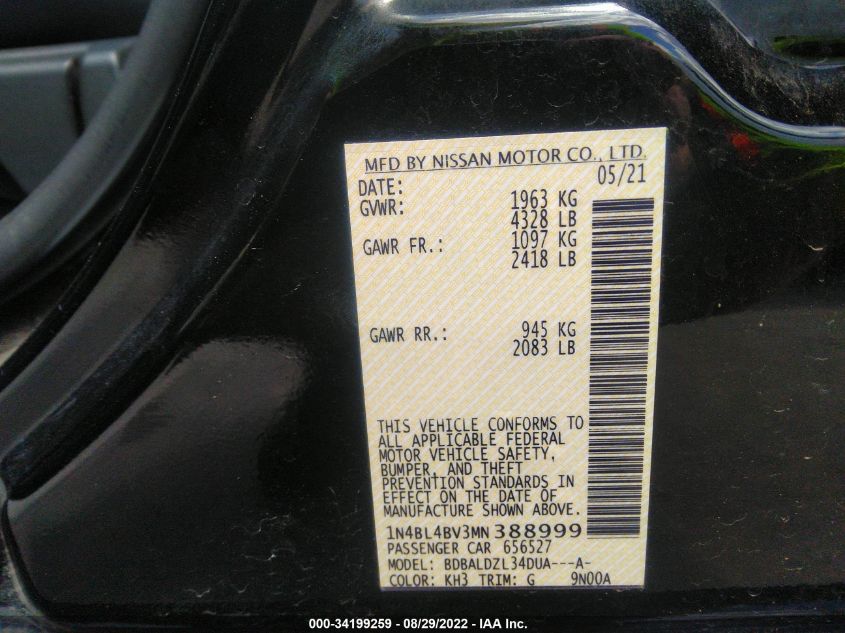 MFD BY NISSAN MOTOR CO., LTD.
DATE: 05/21
GVWR: 1963 KG
4328 LB
GAWR FR.: 1097 KG
2418 LB
GAWR RR.: 945 KG
2083 LB
THIS VEHICLE CONFORMS TO
ALL APPLICABLE FEDERAL
MOTOR VEHICLE SAFETY,
BUMPER, AND THEFT
PREVENTION STANDARDS IN
EFFECT ON THE DATE OF
MANUFACTURE SHOWN ABOVE.
1N4BL4BV3MN388999
PASSENGER CAR 656527
MODEL: BDBALDZL34DUA---A-
COLOR: KH3 TRIM: G 9N00A
000-34199259 - 08/29/2022 - IAA Inc.